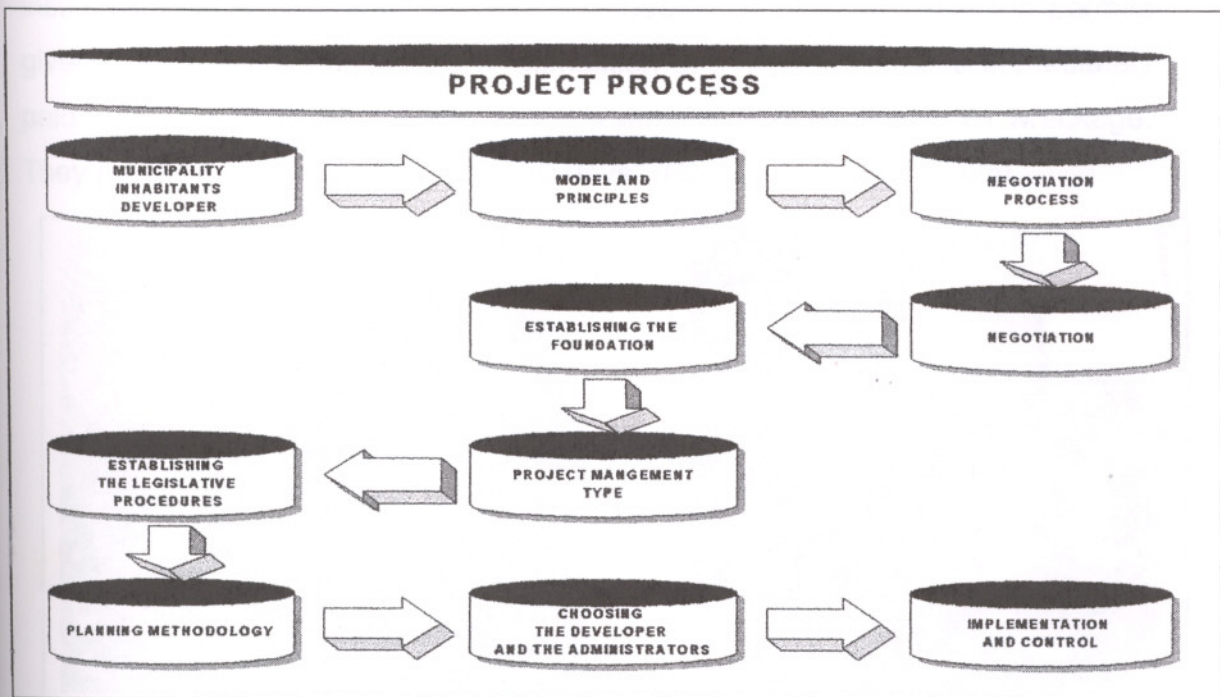 PROJECT PROCESS
MUNICIPALITY
INHABITANTS
DEVELOPER
MODEL AND
PRINCIPLES
NEGOTIATION
PROCESS
NEGOTIATION
ESTABLISHING THE
FOUNDATION
PROJECT MANGEMENT
TYPE
ESTABLISHING
THE LEGISLATIVE
PROCEDURES
PLANNING METHODOLOGY
CHOOSING
THE DEVELOPER
AND THE ADMINISTRATORS
IMPLEMENTATION
AND CONTROL